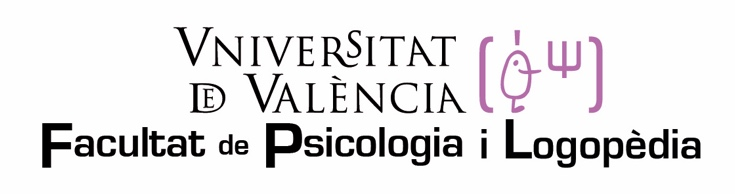 VNIVERSITAT
DE VALÈNCIA
Facultat de Psicologia i Logopèdia